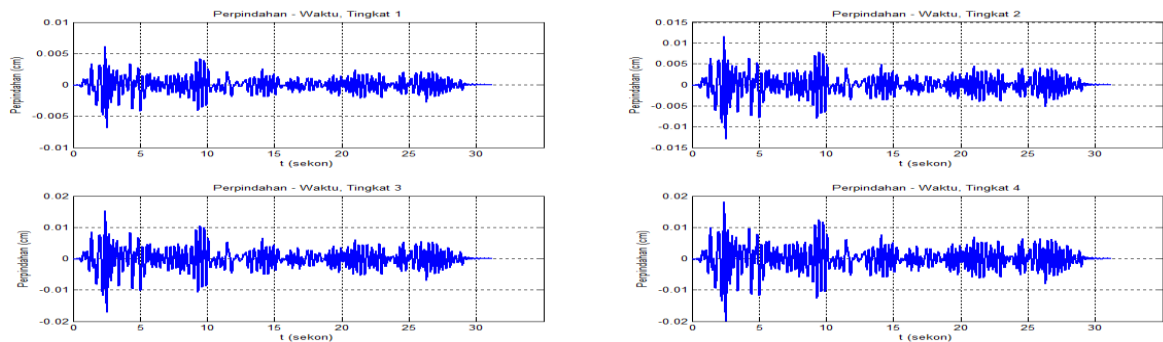 Perpindahan - Waktu, Tingkat 1
0.01
0.005
0
-0.005
-0.01
Perpindahan (cm)
0 5 10 15 20 25 30
t (sekon)
Perpindahan - Waktu, Tingkat 2
0.015
0.01
0.005
0
-0.005
-0.01
-0.015
Perpindahan (cm)
0 5 10 15 20 25 30
t (sekon)
Perpindahan - Waktu, Tingkat 3
0.02
0.01
0
-0.01
-0.02
Perpindahan (cm)
0 5 10 15 20 25 30
t (sekon)
Perpindahan - Waktu, Tingkat 4
0.02
0.01
0
-0.01
-0.02
Perpindahan (cm)
0 5 10 15 20 25 30
t (sekon)